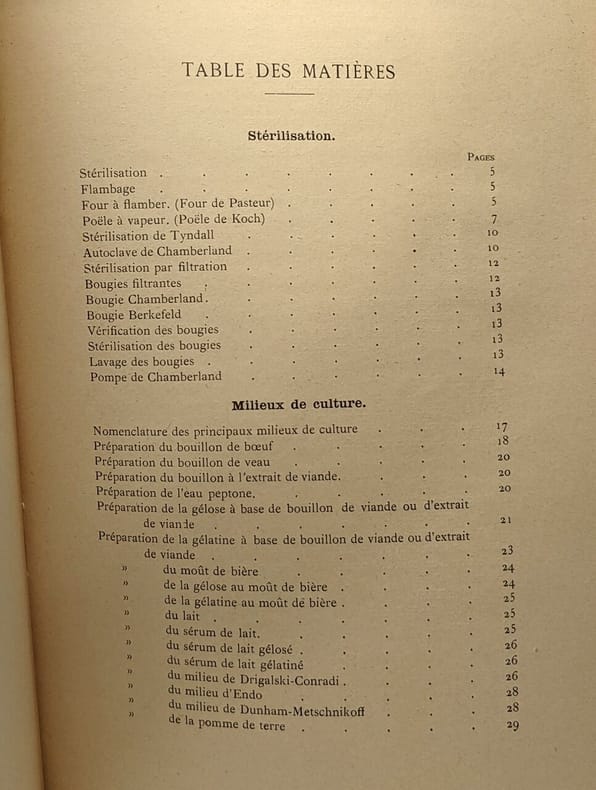 TABLE DES MATIÈRES
Stérilisation.
PAGES
Stérilisation . . . . . . . . 5
Flambage . . . . . . . 5
Four à flamber. (Four de Pasteur) . . . . . 5
Poële à vapeur. (Poële de Koch) . . . . . 7
Stérilisation de Tyndall . . . . . . 10
Autoclave de Chamberland . . . . . . 10
Stérilisation par filtration . . . . . . 12
Bougies filtrantes . . . . . . . 12
Bougie Chamberland . . . . . . . 13
Bougie Berkefeld . . . . . . . 13
Vérification des bougies . . . . . . 13
Stérilisation des bougies . . . . . . 13
Lavage des bougies . . . . . . . 13
Pompe de Chamberland . . . . . . 14
Milieux de culture.
Nomenclature des principaux milieux de culture . . . 17
Préparation du bouillon de bœuf . . . . . 18
Préparation du bouillon de veau . . . . . 20
Préparation du bouillon à l'extrait de viande. . . . 20
Préparation de l'eau peptone. . . . . . 20
Préparation de la gélose à base de bouillon de viande ou d'extrait
de viande . . . . . . . 21
Préparation de la gélatine à base de bouillon de viande ou d'extrait
de viande . . . . . . . 23
» du moût de bière . . . . . 24
» de la gélose au moût de bière . . . . 24
» de la gélatine au moût de bière . . . . 25
» du lait . . . . . . . 25
» du sérum de lait. . . . . . 25
» du sérum de lait gélosé . . . . . 26
» du sérum de lait gélatiné . . . . 26
» du milieu de Drigalski-Conradi . . . . 26
» du milieu d'Endo . . . . . 28
» du milieu de Dunham-Metschnikoff . . . 28
» de la pomme de terre . . . . . 29